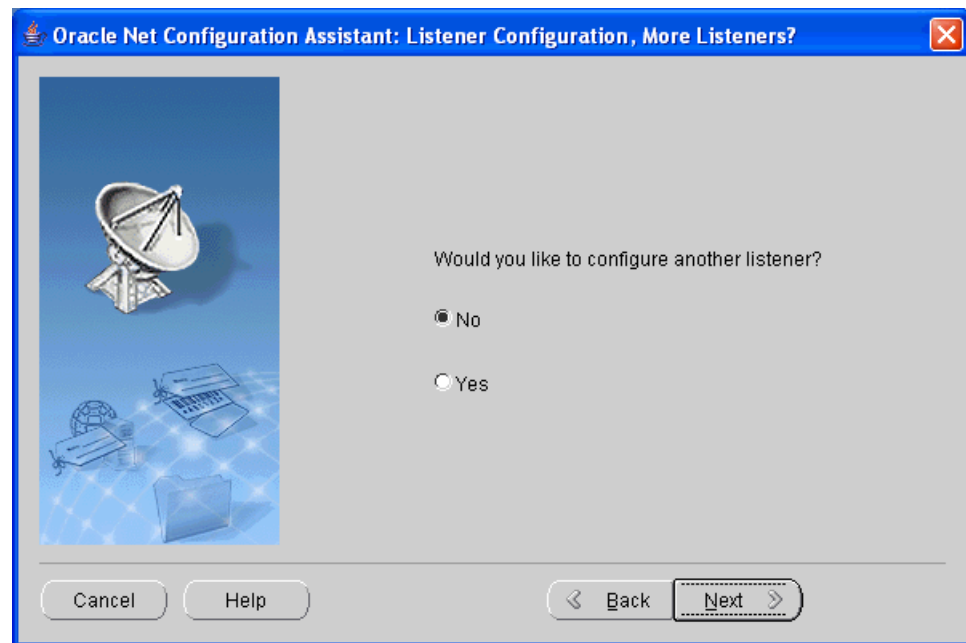 Oracle Net Configuration Assistant: Listener Configuration, More Listeners?
Would you like to configure another listener?
No
Yes
Cancel
Help
Back
Next